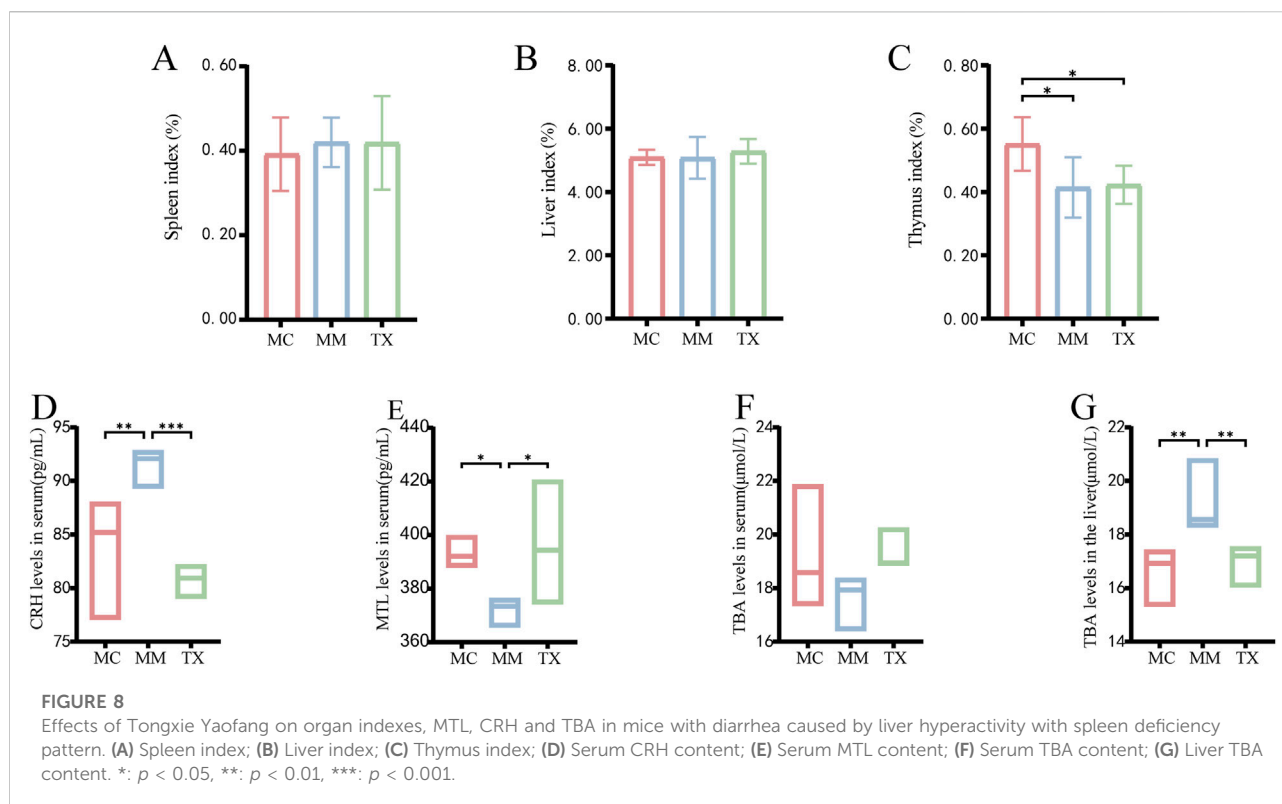 A
0.60
0.40
0.20
0.00
Spleen index (%)
MC MM TX
B
8.00
6.00
4.00
2.00
0.00
Liver index (%)
MC MM TX
C
0.80
0.60
0.40
0.20
0.00
Thymus index (%)
*
*
MC MM TX
D
95
90
85
80
75
CRH levels in serum(pg/mL)
** ***
MC MM TX
E
440
420
400
380
360
MTL levels in serum(pg/mL)
* *
MC MM TX
F
24
22
20
18
16
TBA levels in serum(μmol/L)
MC MM TX
G
22
20
18
16
14
TBA levels in the liver(μmol/L)
** **
MC MM TX
FIGURE 8
Effects of Tongxie Yaofang on organ indexes, MTL, CRH and TBA in mice with diarrhea caused by liver hyperactivity with spleen deficiency
pattern. (A) Spleen index; (B) Liver index; (C) Thymus index; (D) Serum CRH content; (E) Serum MTL content; (F) Serum TBA content; (G) Liver TBA
content. *: p < 0.05, **: p < 0.01, ***: p < 0.001.